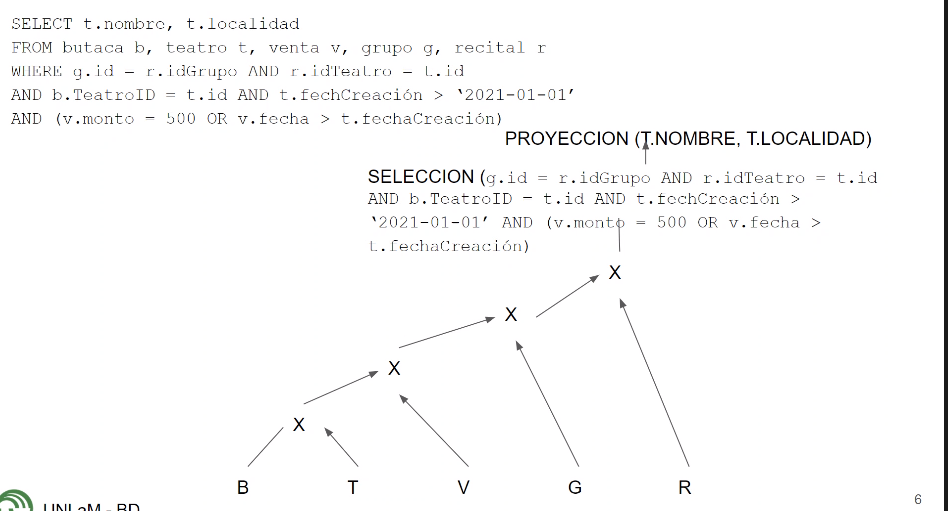 SELECT t.nombre, t.localidad
FROM butaca b, teatro t, venta v, grupo g, recital r
WHERE g.id = r.idGrupo AND r.idTeatro = t.id
AND b.TeatroID = t.id AND t.fechCreación > ‘2021-01-01’
AND (v.monto = 500 OR v.fecha > t.fechaCreación)
PROYECCION (T.NOMBRE, T.LOCALIDAD)
SELECCION (g.id = r.idGrupo AND r.idTeatro = t.id
AND b.TeatroID = t.id AND t.fechCreación >
‘2021-01-01’ AND (v.monto = 500 OR v.fecha >
t.fechaCreación)
X
X
X
X
B T V G R
UNLaM - BD
6